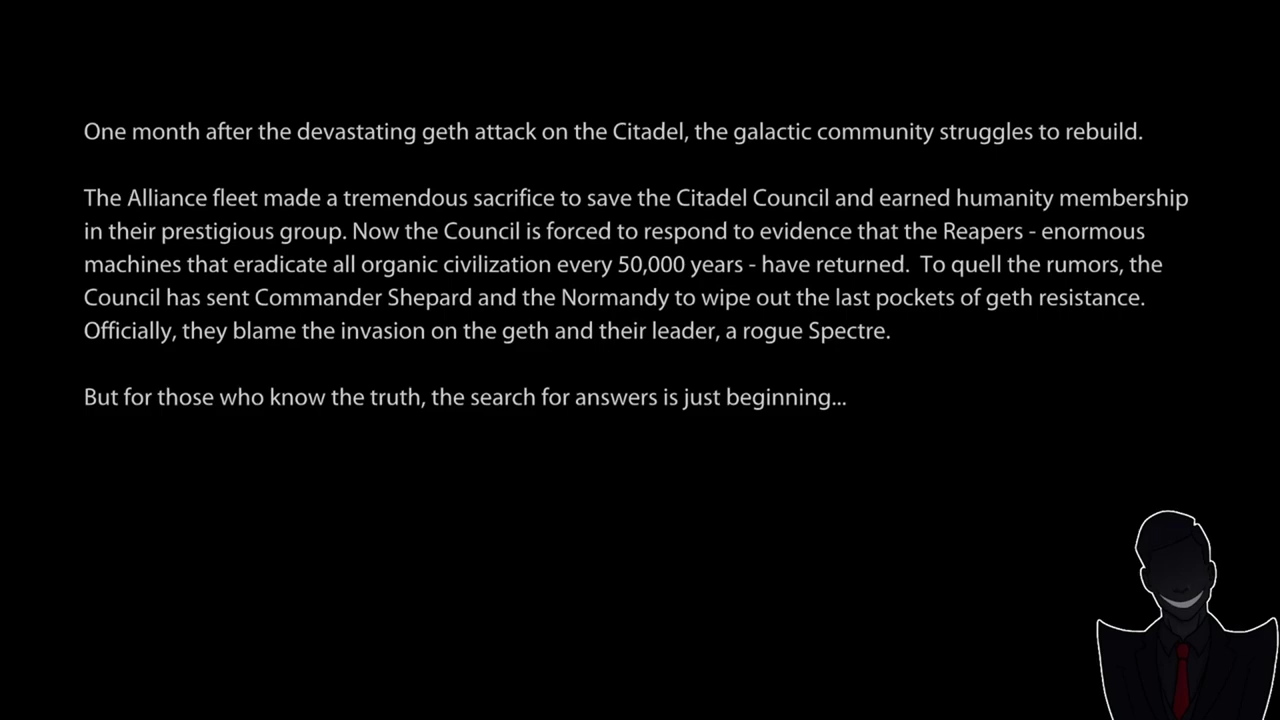 One month after the devastating geth attack on the Citadel, the galactic community struggles to rebuild.
The Alliance fleet made a tremendous sacrifice to save the Citadel Council and earned humanity membership
in their prestigious group. Now the Council is forced to respond to evidence that the Reapers - enormous
machines that eradicate all organic civilization every 50,000 years - have returned.  To quell the rumors, the
Council has sent Commander Shepard and the Normandy to wipe out the last pockets of geth resistance.
Officially, they blame the invasion on the geth and their leader, a rogue Spectre.
But for those who know the truth, the search for answers is just beginning...